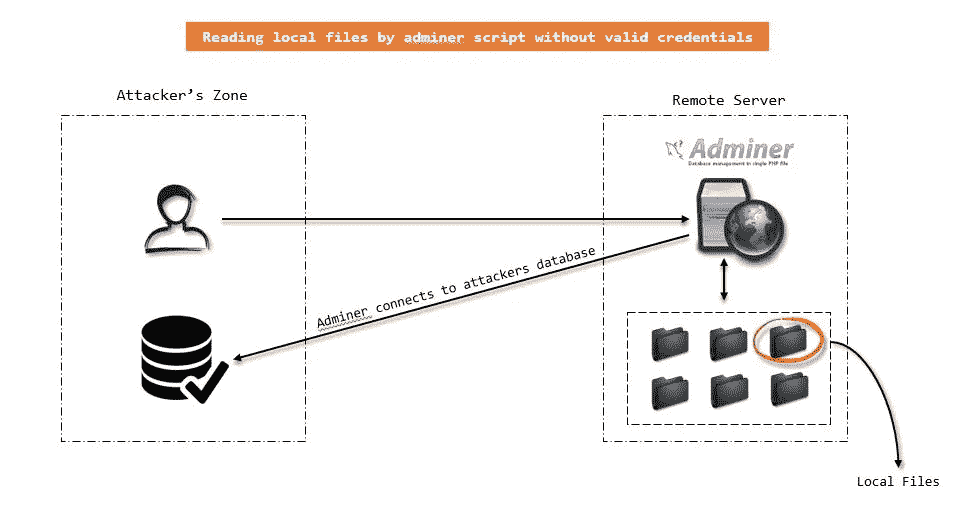 Reading local files by adminer script without valid credentials
Attacker's Zone
Remote Server
Adminer
Database management in single PHP file
Adminer connects to attackers database
Local Files